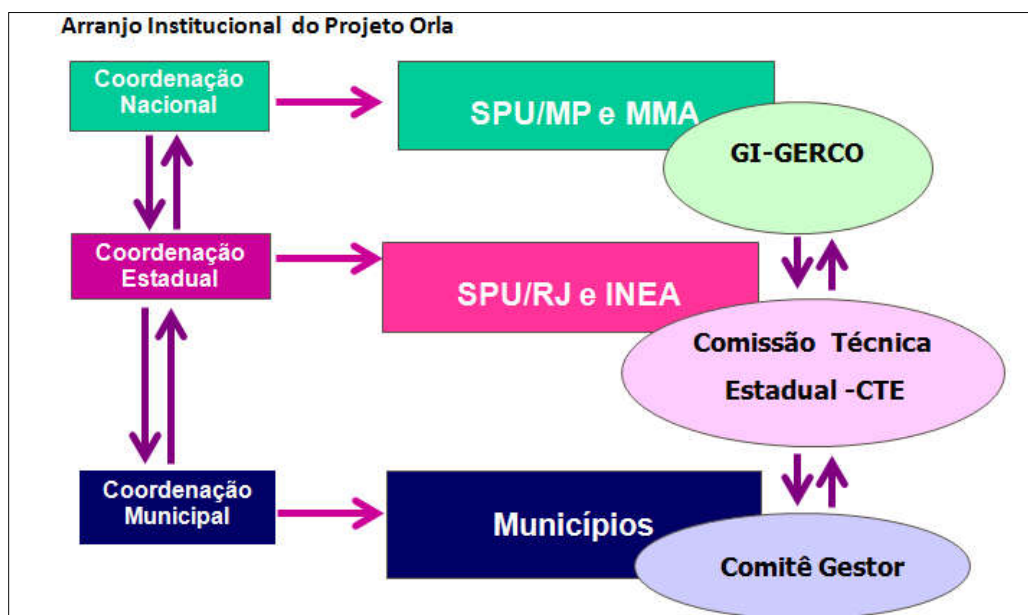 Arranjo Institucional do Projeto Orla
Coordenação
Nacional
SPU/MP e MMA
GI-GERCO
Coordenação
Estadual
SPU/RJ e INEA
Comissão Técnica
Estadual -CTE
Coordenação
Municipal
Municípios
Comitê Gestor